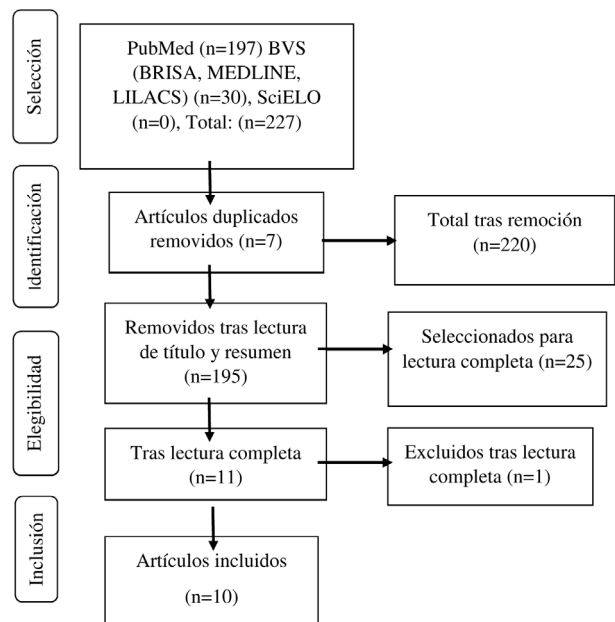 Selección
PubMed (n=197) BVS
(BRISA, MEDLINE,
LILACS) (n=30), SciELO
(n=0), Total: (n=227)
Identificación
Artículos duplicados
removidos (n=7)
Total tras remoción
(n=220)
Elegibilidad
Removidos tras lectura
de título y resumen
(n=195)
Seleccionados para
lectura completa (n=25)
Tras lectura completa
(n=11)
Excluidos tras lectura
completa (n=1)
Inclusión
Artículos incluidos
(n=10)